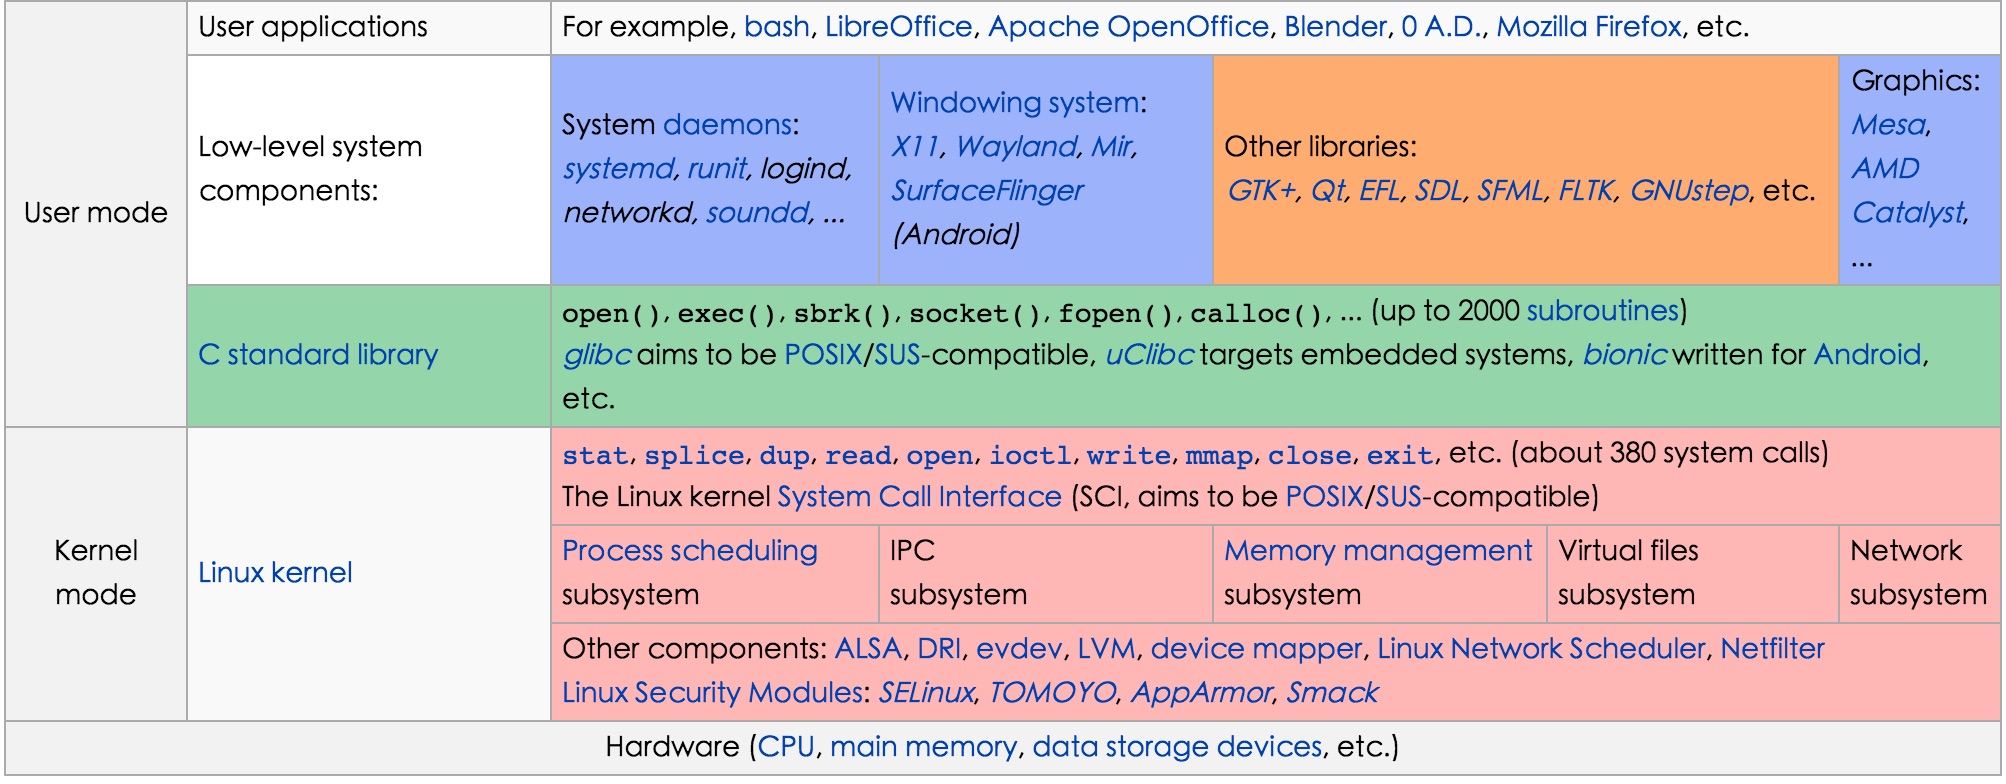 User mode
User applications
For example, bash, LibreOffice, Apache OpenOffice, Blender, 0 A.D., Mozilla Firefox, etc.
Low-level system
components:
System daemons:
systemd, runit, logind,
networkd, soundd, ...
Windowing system:
X11, Wayland, Mir,
SurfaceFlinger
(Android)
Other libraries:
GTK+, Qt, EFL, SDL, SFML, FLTK, GNUstep, etc.
Graphics:
Mesa,
AMD
Catalyst,
...
C standard library
open(), exec(), sbrk(), socket(), fopen(), calloc(), ... (up to 2000 subroutines)
glibc aims to be POSIX/SUS-compatible, uClibc targets embedded systems, bionic written for Android,
etc.
Kernel
mode
Linux kernel
stat, splice, dup, read, open, ioctl, write, mmap, close, exit, etc. (about 380 system calls)
The Linux kernel System Call Interface (SCI, aims to be POSIX/SUS-compatible)
Process scheduling
subsystem
IPC
subsystem
Memory management
subsystem
Virtual files
subsystem
Network
subsystem
Other components: ALSA, DRI, evdev, LVM, device mapper, Linux Network Scheduler, Netfilter
Linux Security Modules: SELinux, TOMOYO, AppArmor, Smack
Hardware (CPU, main memory, data storage devices, etc.)